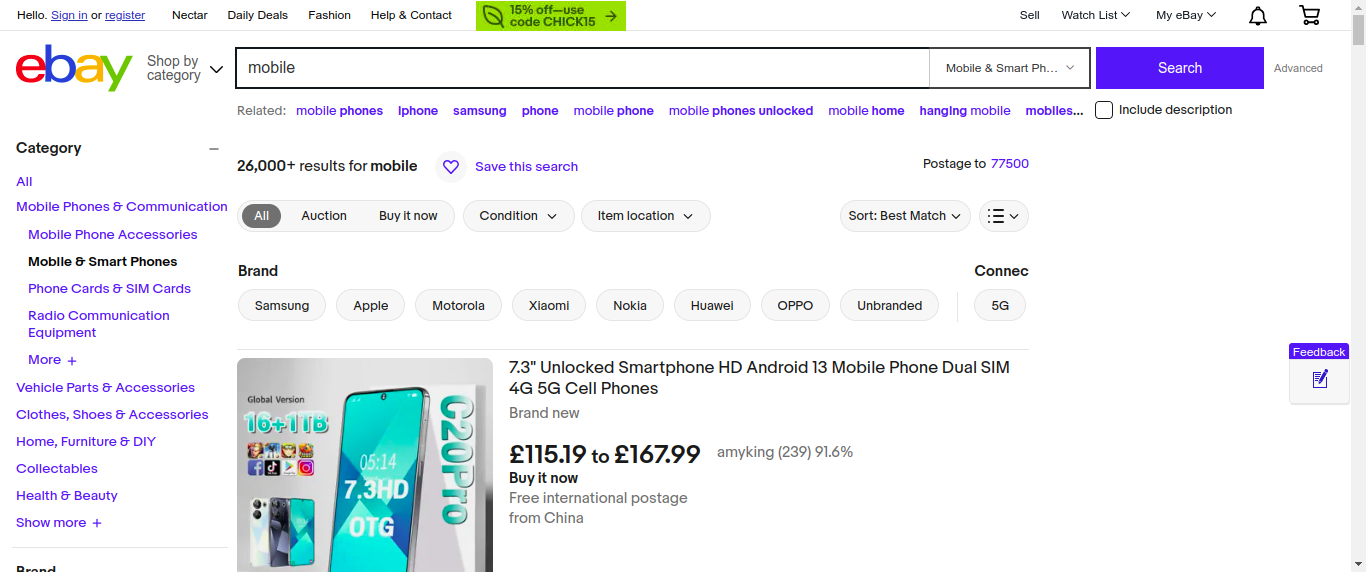 Hello. Sign in or register
Nectar
Daily Deals
Fashion
Help & Contact
15% off—use
code CHICK15
Sell
Watch List
My eBay
ebay
Shop by
category
mobile
Mobile & Smart Ph...
Search
Advanced
Related:
mobile phones
iphone
samsung
phone
mobile phone
mobile phones unlocked
mobile home
hanging mobile
moblies...
Include description
Category
26,000+ results for mobile
Save this search
Postage to 77500
All
Mobile Phones & Communication
Mobile Phone Accessories
Mobile & Smart Phones
Phone Cards & SIM Cards
Radio Communication
Equipment
More +
Vehicle Parts & Accessories
Clothes, Shoes & Accessories
Home, Furniture & DIY
Collectables
Health & Beauty
Show more +
Brand
All
Auction
Buy it now
Condition
Item location
Sort: Best Match
Brand
Connec
Samsung
Apple
Motorola
Xiaomi
Nokia
Huawei
OPPO
Unbranded
5G
Global Version
16+1TB
05:14
7.3HD
OTG
C20Pro
7.3" Unlocked Smartphone HD Android 13 Mobile Phone Dual SIM
4G 5G Cell Phones
Brand new
£115.19 to £167.99
amyking (239) 91.6%
Buy it now
Free international postage
from China
Feedback